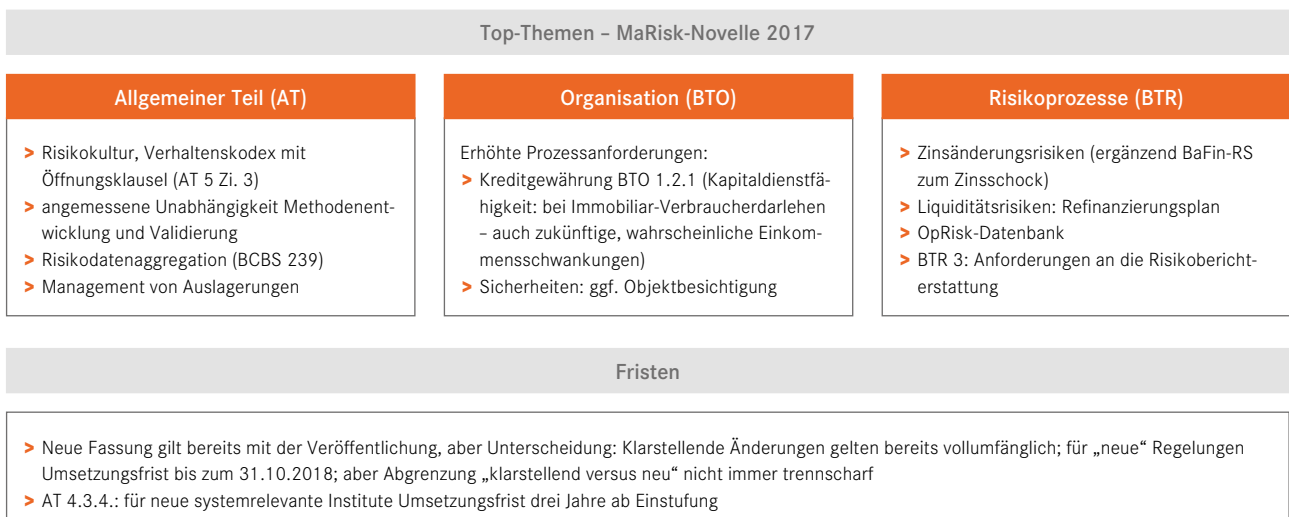 Top-Themen – MaRisk-Novelle 2017
Allgemeiner Teil (AT)
> Risikokultur, Verhaltenskodex mit
Öffnungsklausel (AT 5 Zi. 3)
> angemessene Unabhängigkeit Methodenent-
wicklung und Validierung
> Risikodatenaggregation (BCBS 239)
> Management von Auslagerungen
Organisation (BTO)
Erhöhte Prozessanforderungen:
> Kreditgewährung BTO 1.2.1 (Kapitaldienstfä-
higkeit: bei Immobiliar-Verbraucherdarlehen
– auch zukünftige, wahrscheinliche Einkom-
mensschwankungen)
> Sicherheiten: ggf. Objektbesichtigung
Risikoprozesse (BTR)
> Zinsänderungsrisiken (ergänzend BaFin-RS
zum Zinsschock)
> Liquiditätsrisiken: Refinanzierungsplan
> OpRisk-Datenbank
> BTR 3: Anforderungen an die Risikobericht-
erstattung
Fristen
> Neue Fassung gilt bereits mit der Veröffentlichung, aber Unterscheidung: Klarstellende Änderungen gelten bereits vollumfänglich; für „neue“ Regelungen
Umsetzungsfrist bis zum 31.10.2018; aber Abgrenzung „klarstellend versus neu“ nicht immer trennscharf
> AT 4.3.4.: für neue systemrelevante Institute Umsetzungsfrist drei Jahre ab Einstufung